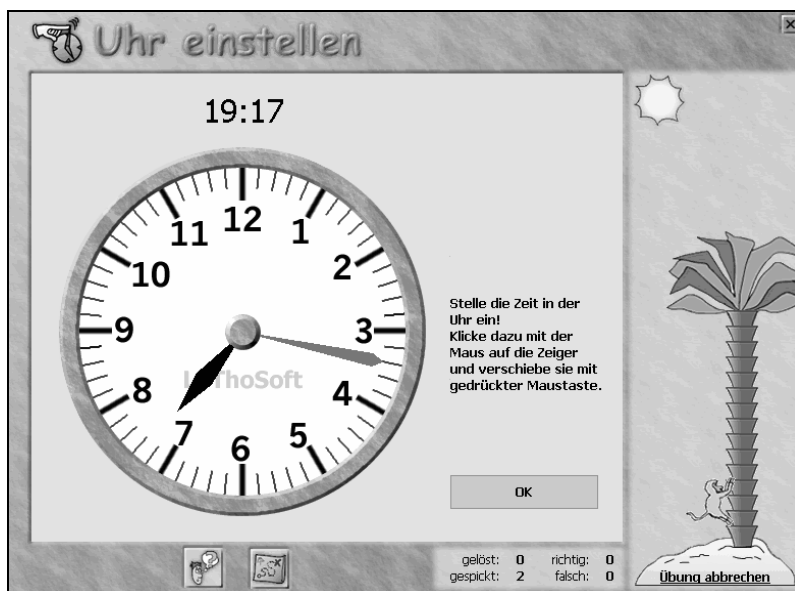 Uhr einstellen
19:17
12
11
1
10
2
9
3
8
4
7
5
6
Stelle die Zeit in der
Uhr ein!
Klicke dazu mit der
Maus auf die Zeiger
und verschiebe sie mit
gedrückter Maustaste.
OK
gelöst: 0 richtig: 0
gespickt: 2 falsch: 0
Übung abbrechen